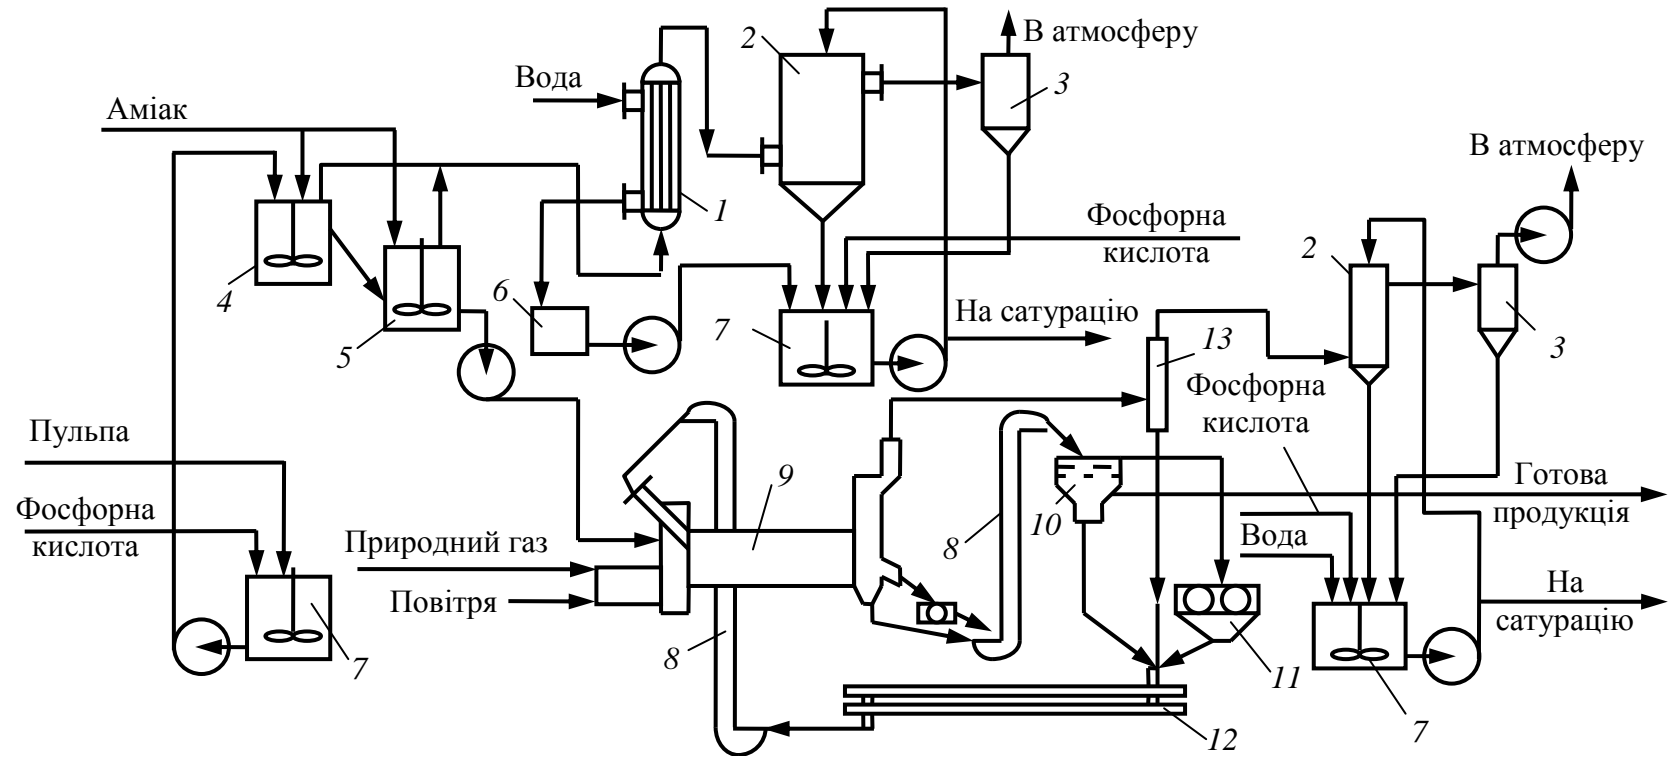 В атмосферу
2
Вода
3
Аміак
В атмосферу
1
Фосфорна
кислота
2
4
6
На сатурацію
7
3
5
13
Фосфорна
кислота
Пульпа
9
Готова
продукція
10
Фосфорна
кислота
8
Природний газ
Вода
Повітря
На
сатурацію
7
8
11
12
7